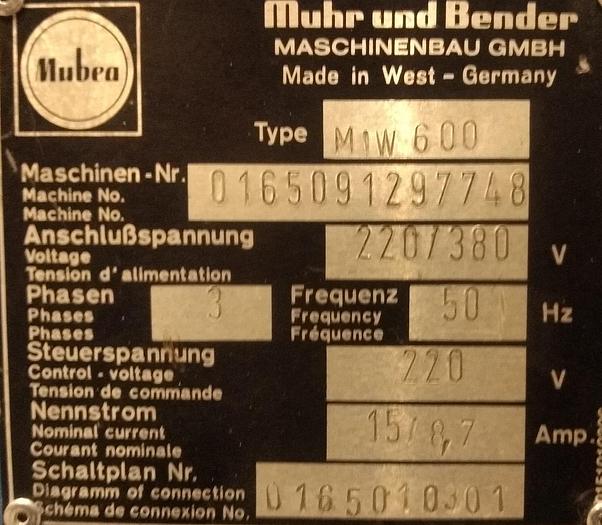 Muhr und Bender
Mubea
MASCHINENBAU GMBH
Made in West - Germany
Type MIW 600
Maschinen-Nr. 0165091297748
Machine No.
Machine No.
Anschlußspannung 220/380 V
Voltage
Tension d'alimentation
Phasen 3 Frequenz 50 Hz
Phases Frequency
Phases Fréquence
Steuerspannung 220 V
Control-voltage
Tension de commande
Nennstrom 15/8,7 Amp.
Nominal current
Courant nominale
Schaltplan Nr. 0165010301
Diagramm of connection
Schéma de connexion No.